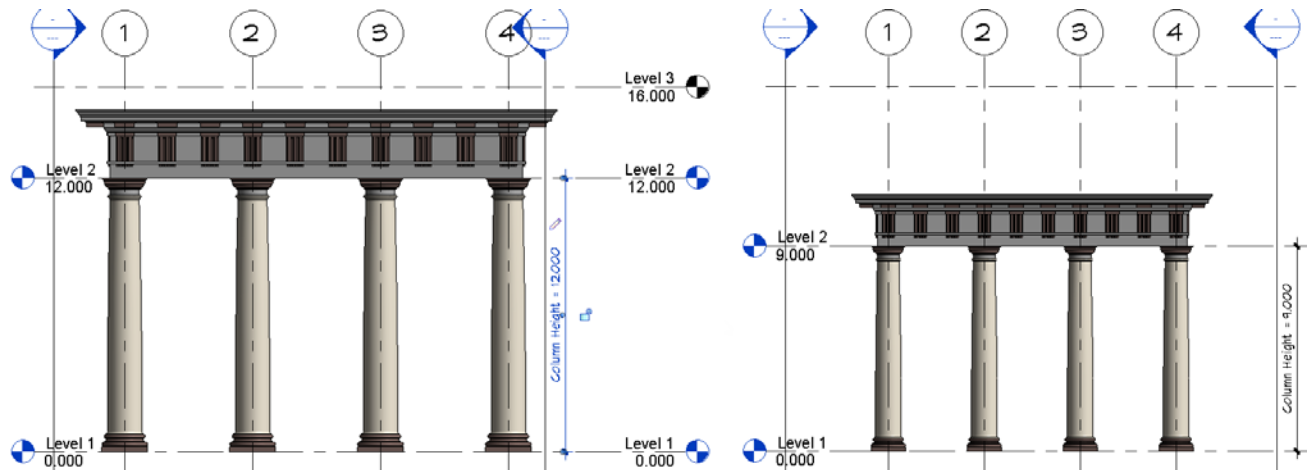 1 2 3 4
Level 3
16.000
Level 2
12.000
Level 2
12.000
Column Height = 12.000
Level 1
0.000
Level 1
0.000
1 2 3 4
Level 2
9.000
Column Height = 9.000
Level 1
0.000